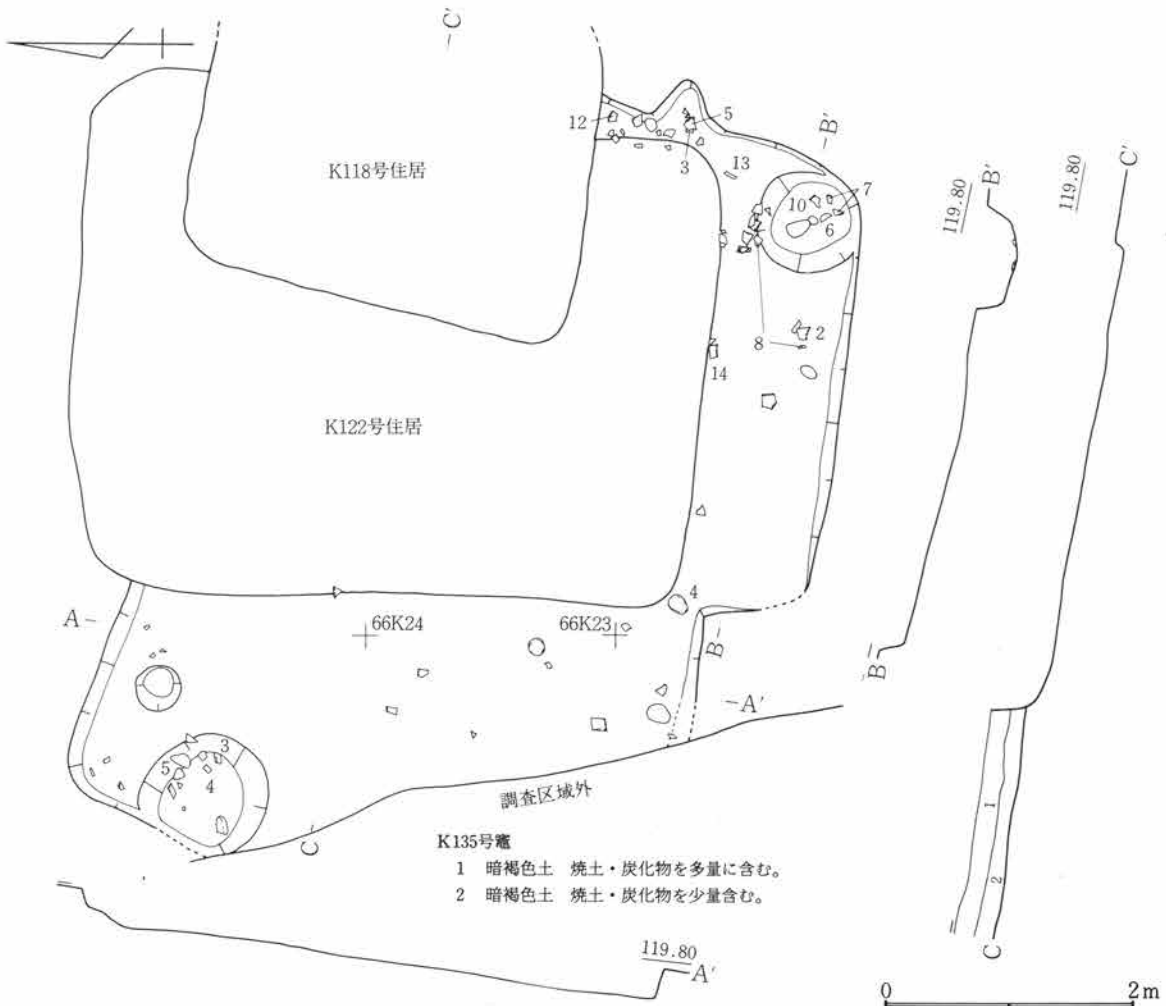 C'
K118号住居
12
5
3
13
B'
10
7
6
8
2
14
K122号住居
A
66K24
66K23
4
B
A'
3
5
4
C
調査区域外
K135号竈
1 暗褐色土 焼土・炭化物を多量に含む。
2 暗褐色土 焼土・炭化物を少量含む。
119.80
A'
119.80
B'
B
119.80
C'
1
2
C
0
2m